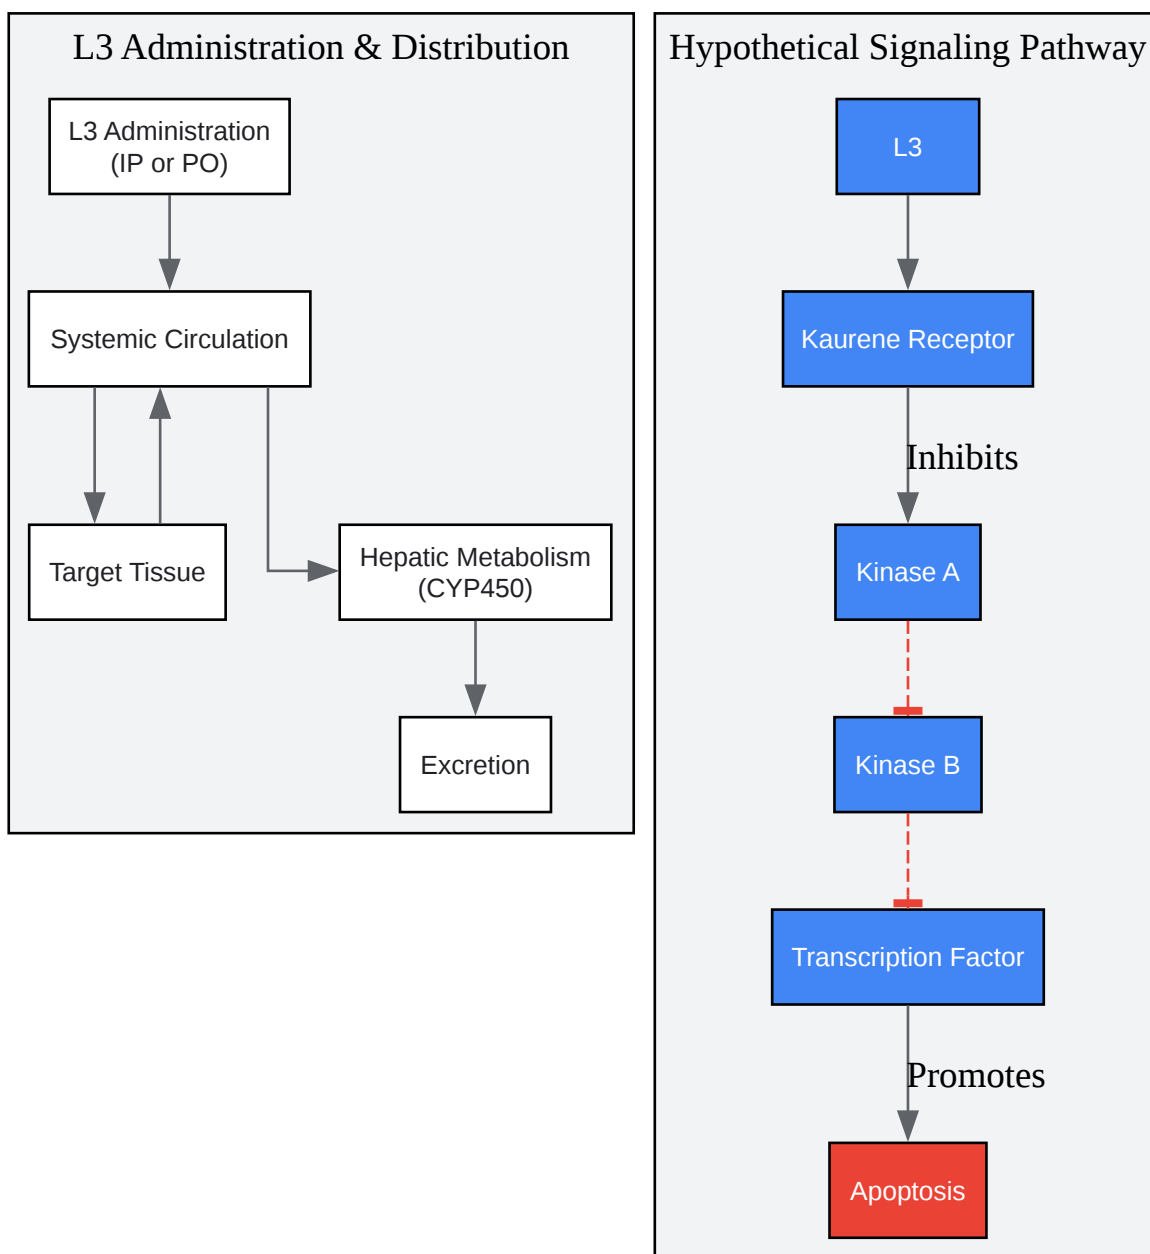 L3 Administration & Distribution
L3 Administration
(IP or PO)
Systemic Circulation
Target Tissue
Hepatic Metabolism
(CYP450)
Excretion
Hypothetical Signaling Pathway
L3
Kaurene Receptor
Inhibits
Kinase A
Kinase B
Transcription Factor
Promotes
Apoptosis